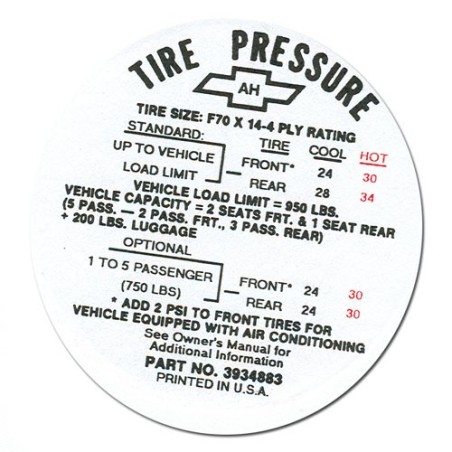 TIRE PRESSURE
AH
TIRE SIZE: F70 X 14-4 PLY RATING
STANDARD: TIRE COOL HOT
UP TO VEHICLE LOAD LIMIT — FRONT* 24 30
REAR 28 34
VEHICLE LOAD LIMIT = 950 LBS.
VEHICLE CAPACITY = 2 SEATS FRT. & 1 SEAT REAR
(5 PASS. — 2 PASS. FRT., 3 PASS. REAR)
+ 200 LBS. LUGGAGE
OPTIONAL
1 TO 5 PASSENGER (750 LBS) — FRONT* 24 30
REAR 24 30
* ADD 2 PSI TO FRONT TIRES FOR
VEHICLE EQUIPPED WITH AIR CONDITIONING
See Owner's Manual for
Additional Information
PART NO. 3934883
PRINTED IN U.S.A.